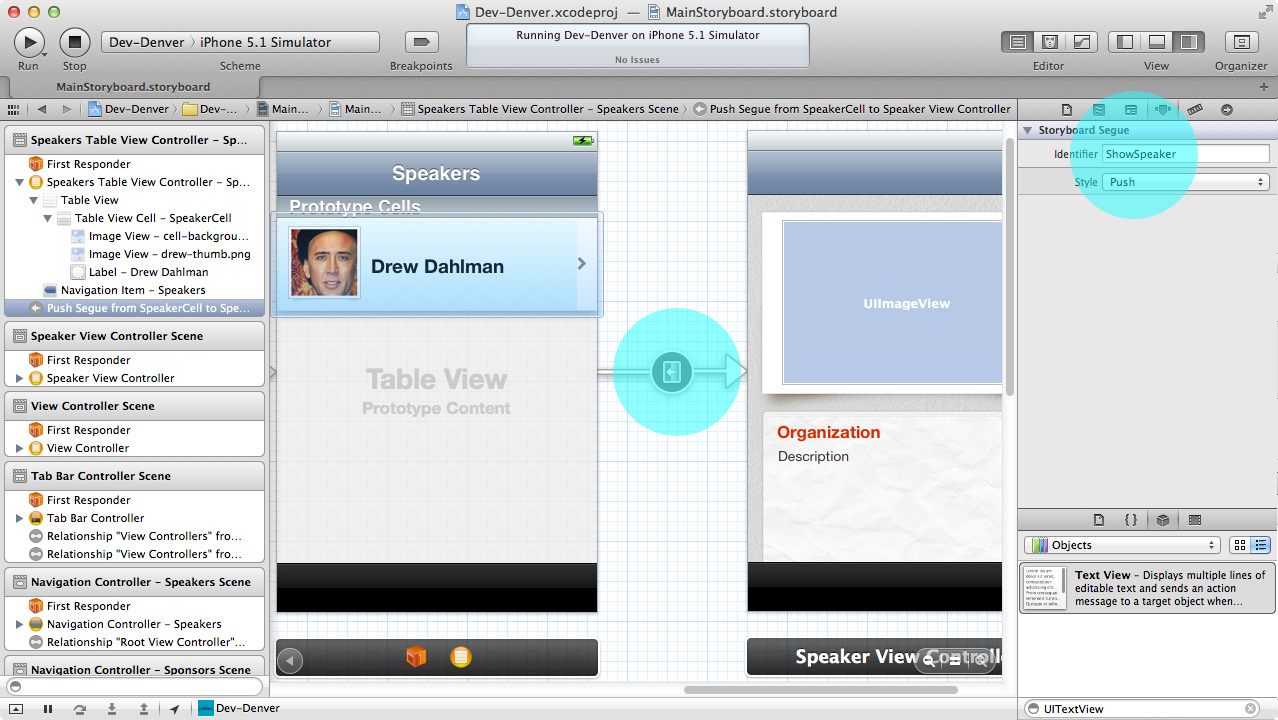 Dev-Denver.xcodeproj — MainStoryboard.storyboard
Dev-Denver iPhone 5.1 Simulator
Running Dev-Denver on iPhone 5.1 Simulator
No Issues
Run Stop Scheme Breakpoints Editor View Organizer
MainStoryboard.storyboard
Dev-Denver Dev-... Main... Main... Speakers Table View Controller – Speakers Scene Push Segue from SpeakerCell to Speaker View Controller
Speakers Table View Controller – Sp...
First Responder
Speakers Table View Controller – Sp...
Table View
Table View Cell – SpeakerCell
Image View – cell-backgrou...
Image View – drew-thumb.png
Label – Drew Dahlman
Navigation Item – Speakers
Push Segue from SpeakerCell to Spe...
Speaker View Controller Scene
First Responder
Speaker View Controller
View Controller Scene
First Responder
View Controller
Tab Bar Controller Scene
First Responder
Tab Bar Controller
Relationship "View Controllers" fro...
Relationship "View Controllers" fro...
Navigation Controller – Speakers Scene
First Responder
Navigation Controller – Speakers
Relationship "Root View Controller"...
Navigation Controller – Sponsors Scene
Speakers
Prototype Cells
Drew Dahlman
Table View
Prototype Content
UIImageView
Organization
Description
Speaker View Controll
Storyboard Segue
Identifier ShowSpeaker
Style Push
{ }
Objects
Text View – Displays multiple lines
of editable text and sends an action
message to a target object when...
Dev-Denver
UITextView